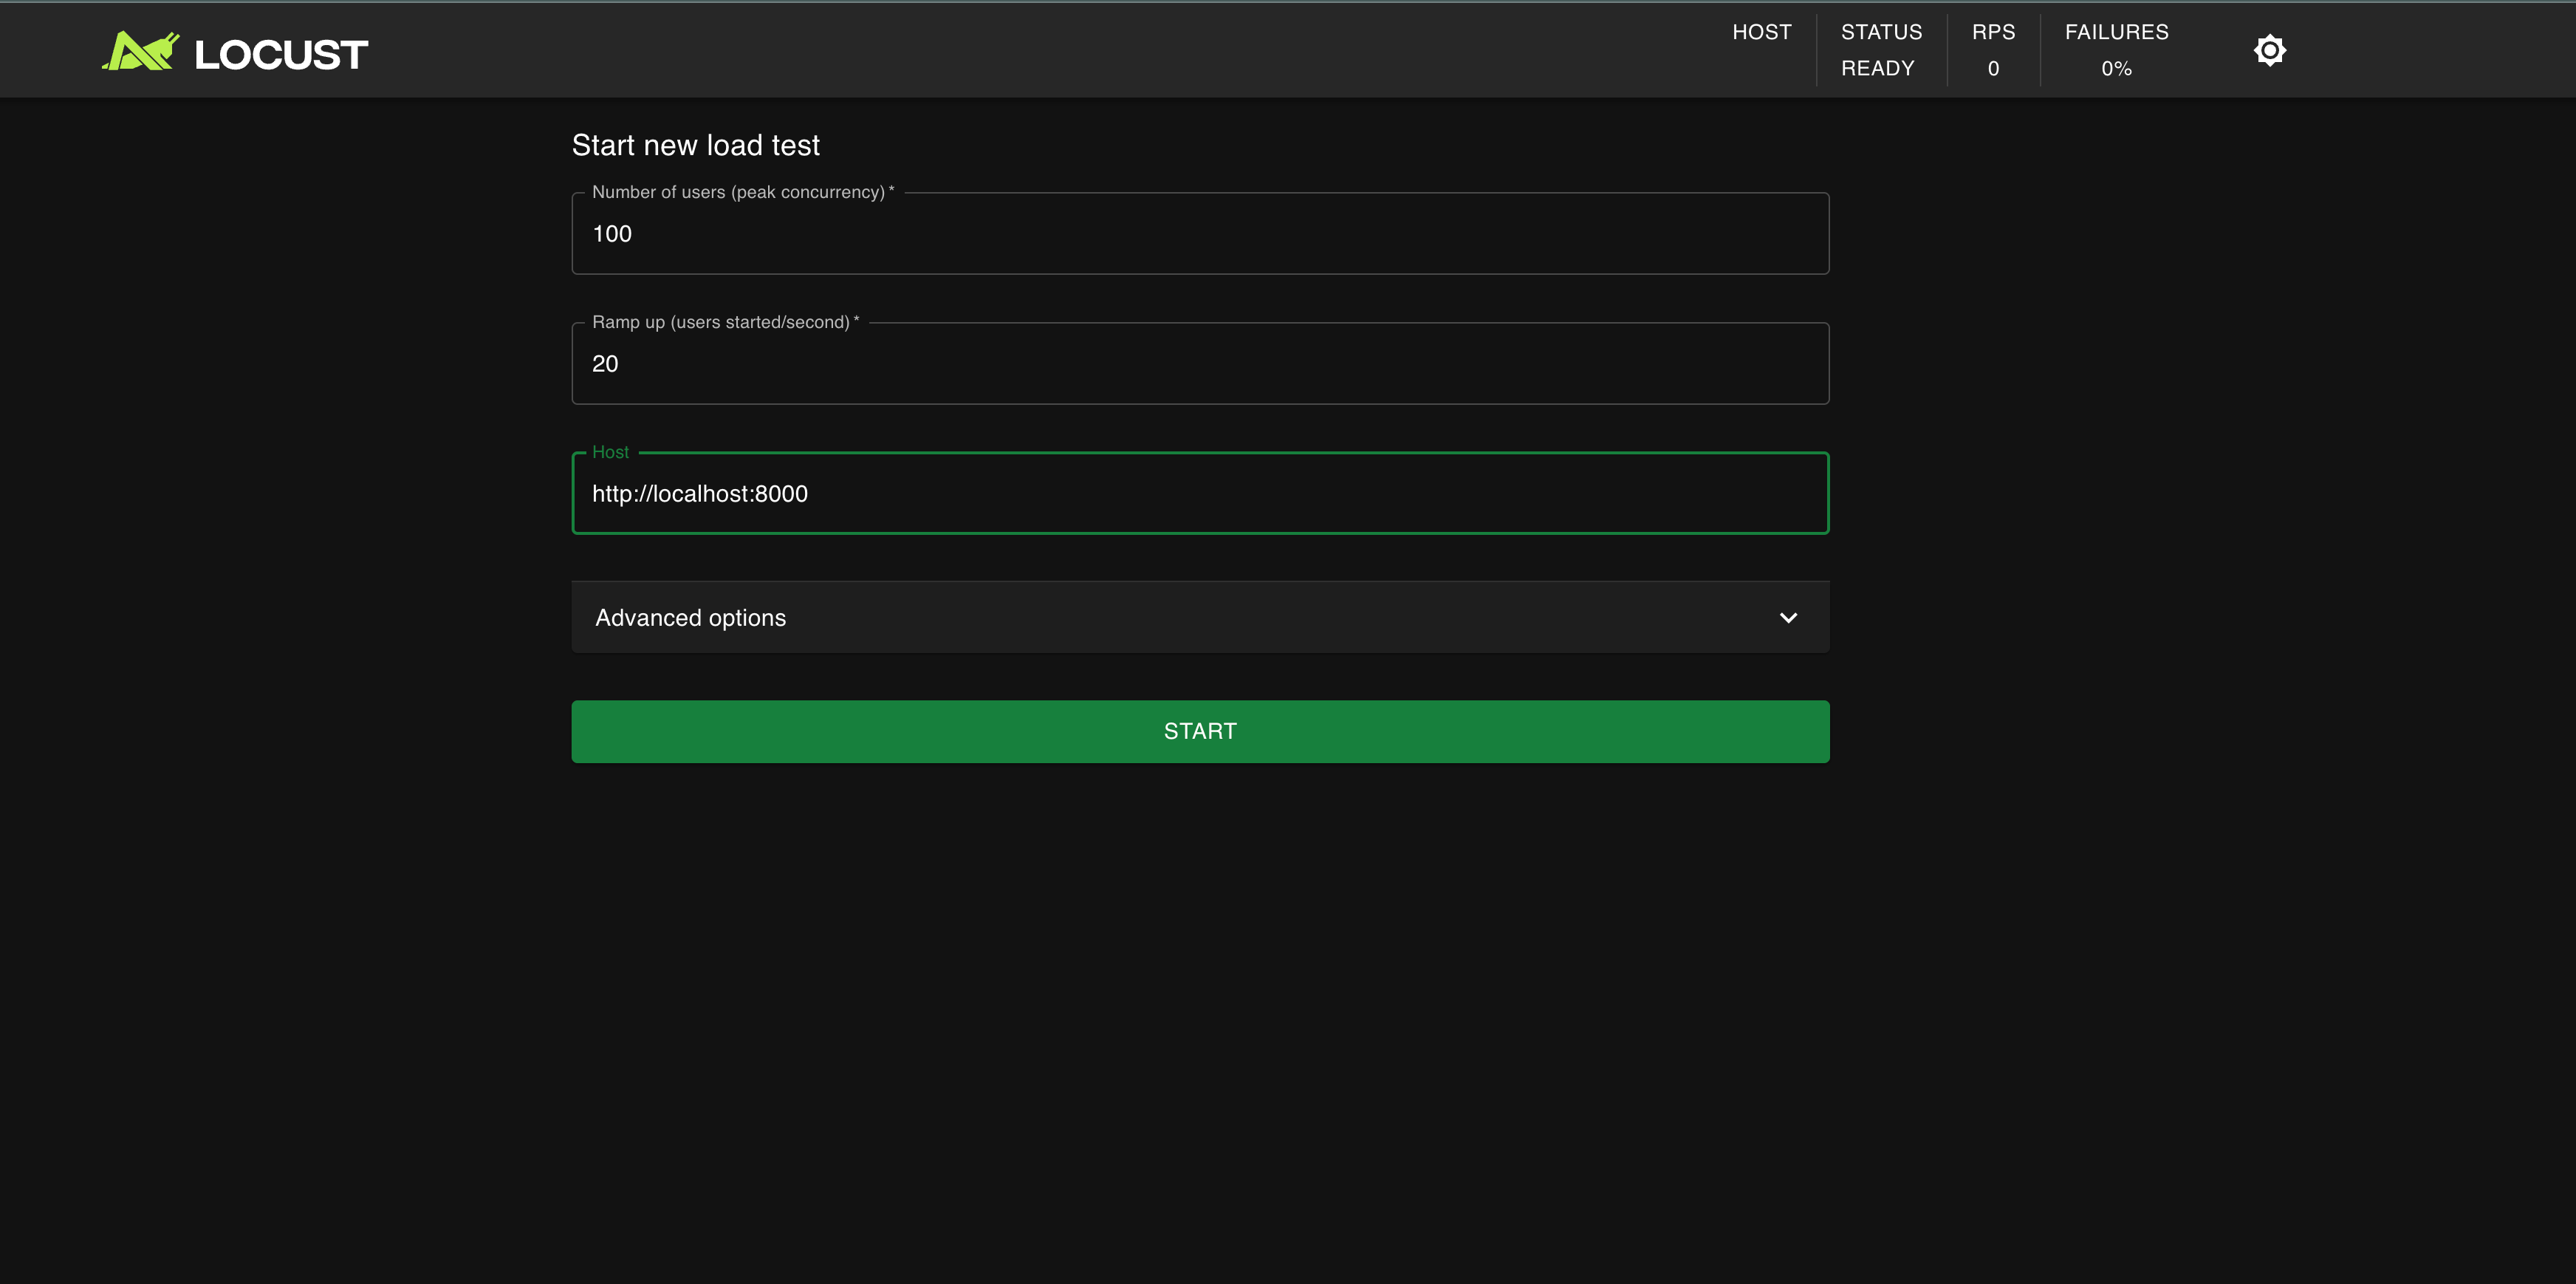 LOCUST
HOST
STATUS
READY
RPS
0
FAILURES
0%
Start new load test
Number of users (peak concurrency) *
100
Ramp up (users started/second) *
20
Host
http://localhost:8000
Advanced options
START